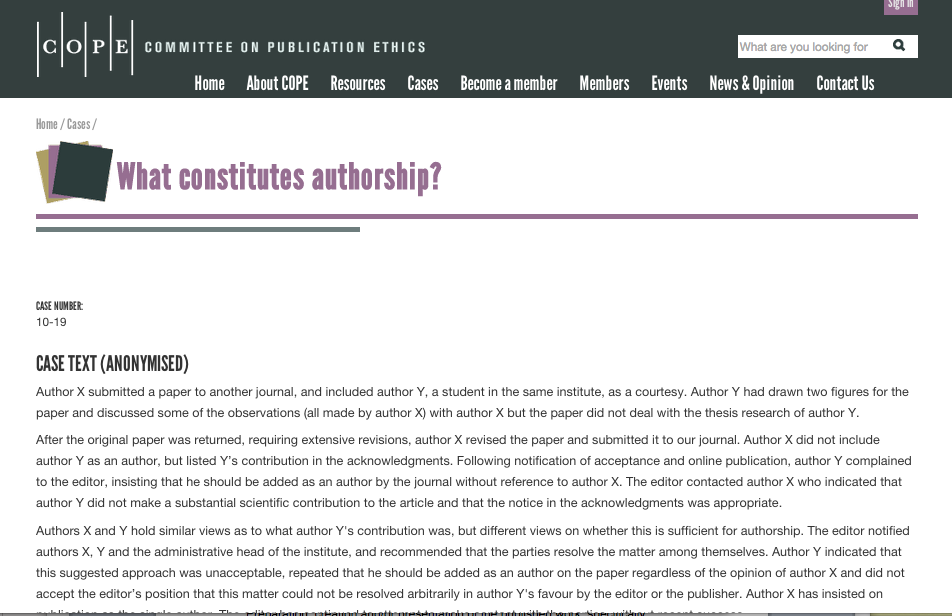 Sign In
COPE COMMITTEE ON PUBLICATION ETHICS
What are you looking for
Home About COPE Resources Cases Become a member Members Events News & Opinion Contact Us
Home / Cases /
What constitutes authorship?
CASE NUMBER:
10-19
CASE TEXT (ANONYMISED)
Author X submitted a paper to another journal, and included author Y, a student in the same institute, as a courtesy. Author Y had drawn two figures for the
paper and discussed some of the observations (all made by author X) with author X but the paper did not deal with the thesis research of author Y.
After the original paper was returned, requiring extensive revisions, author X revised the paper and submitted it to our journal. Author X did not include
author Y as an author, but listed Y's contribution in the acknowledgments. Following notification of acceptance and online publication, author Y complained
to the editor, insisting that he should be added as an author by the journal without reference to author X. The editor contacted author X who indicated that
author Y did not make a substantial scientific contribution to the article and that the notice in the acknowledgments was appropriate.
Authors X and Y hold similar views as to what author Y's contribution was, but different views on whether this is sufficient for authorship. The editor notified
authors X, Y and the administrative head of the institute, and recommended that the parties resolve the matter among themselves. Author Y indicated that
this suggested approach was unacceptable, repeated that he should be added as an author on the paper regardless of the opinion of author X and did not
accept the editor's position that this matter could not be resolved arbitrarily in author Y's favour by the editor or the publisher. Author X has insisted on